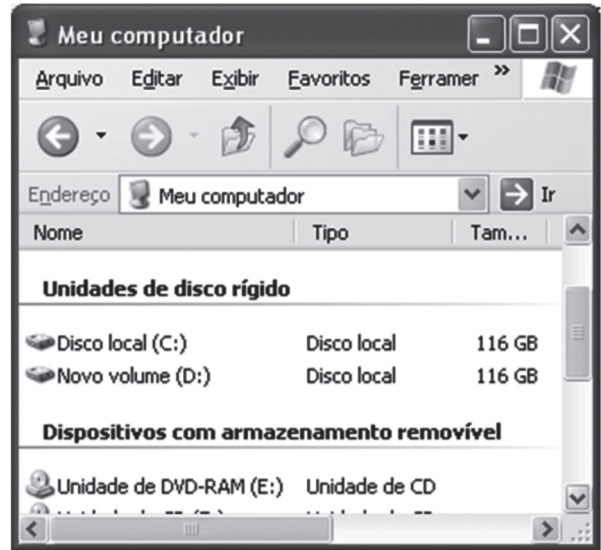 Meu computador
Arquivo Editar Exibir Favoritos Ferramer »
Endereço Meu computador Ir
Nome Tipo Tam...
Unidades de disco rígido
Disco local (C:) Disco local 116 GB
Novo volume (D:) Disco local 116 GB
Dispositivos com armazenamento removível
Unidade de DVD-RAM (E:) Unidade de CD